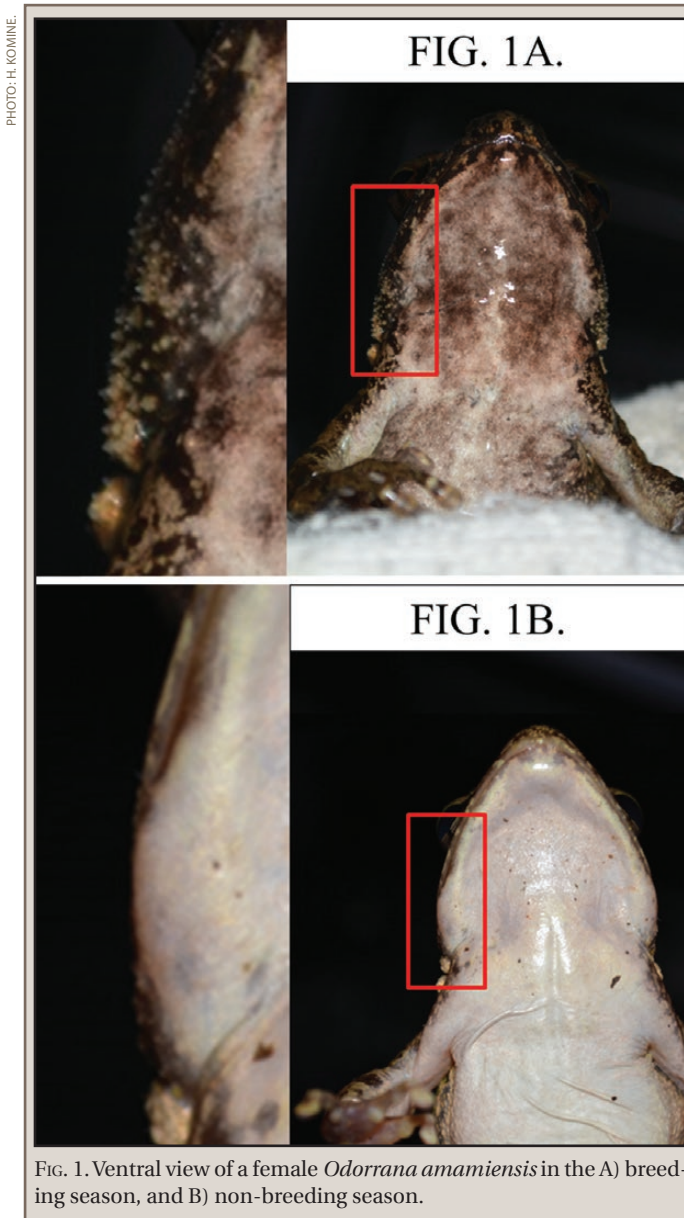 PHOTO: H. KOMINE.
FIG. 1A.
FIG. 1B.
FIG. 1. Ventral view of a female Odorrana amamiensis in the A) breed-
ing season, and B) non-breeding season.